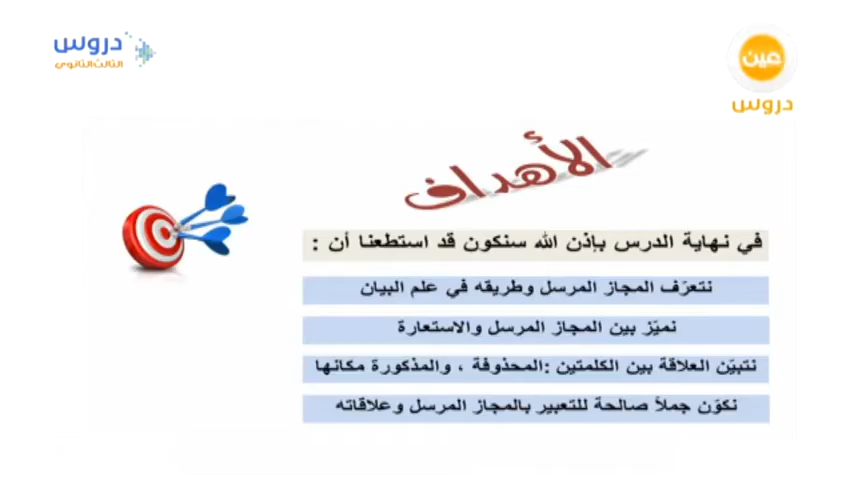 دروس
الثالث الثانوي
عين
دروس
الأهداف
في نهاية الدرس بإذن الله سنكون قد استطعنا أن :
نتعرّف المجاز المرسل وطريقه في علم البيان
نميّز بين المجاز المرسل والاستعارة
نتبيّن العلاقة بين الكلمتين :المحذوفة ، والمذكورة مكانها
نكوّن جملاً صالحة للتعبير بالمجاز المرسل وعلاقاته